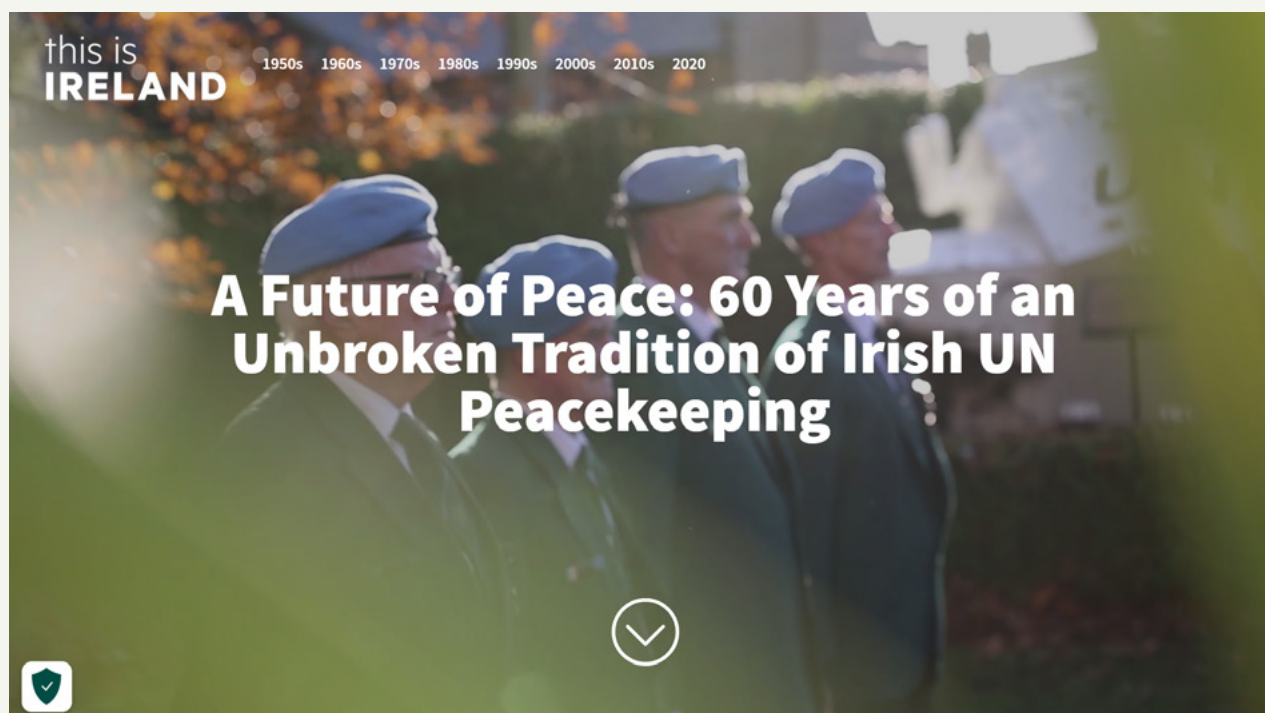 this is
IRELAND
1950s 1960s 1970s 1980s 1990s 2000s 2010s 2020
A Future of Peace: 60 Years of an
Unbroken Tradition of Irish UN
Peacekeeping